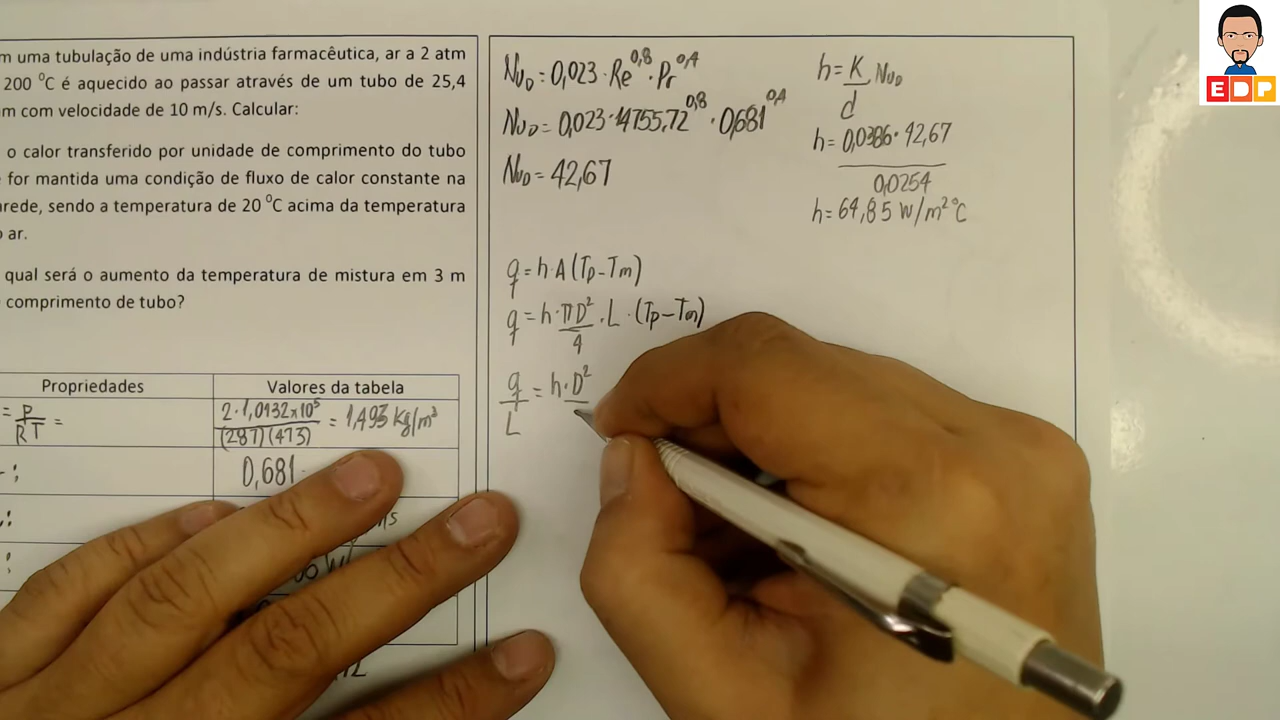 m uma tubulação de uma indústria farmacêutica, ar a 2 atm
200 ⁰C é aquecido ao passar através de um tubo de 25,4
m com velocidade de 10 m/s. Calcular:
o calor transferido por unidade de comprimento do tubo
for mantida uma condição de fluxo de calor constante na
arede, sendo a temperatura de 20 ⁰C acima da temperatura
o ar.
qual será o aumento da temperatura de mistura em 3 m
comprimento de tubo?
Propriedades
Valores da tabela
= P/RT =
2·1,0132x10⁵/(287)(473) = 1,493 kg/m³
0,681
Nu_D = 0,023·Re^0,8·Pr^0,4
Nu_D = 0,023·14755,72^0,8·0,681^0,4
Nu_D = 42,67
h = K/d Nu_D
h = 0,0386·42,67/0,0254
h = 64,85 W/m²°C
q = h·A(Tp-Tm)
q = h·πD²/4·L·(Tp-Tm)
q/L = h·D²
EDP